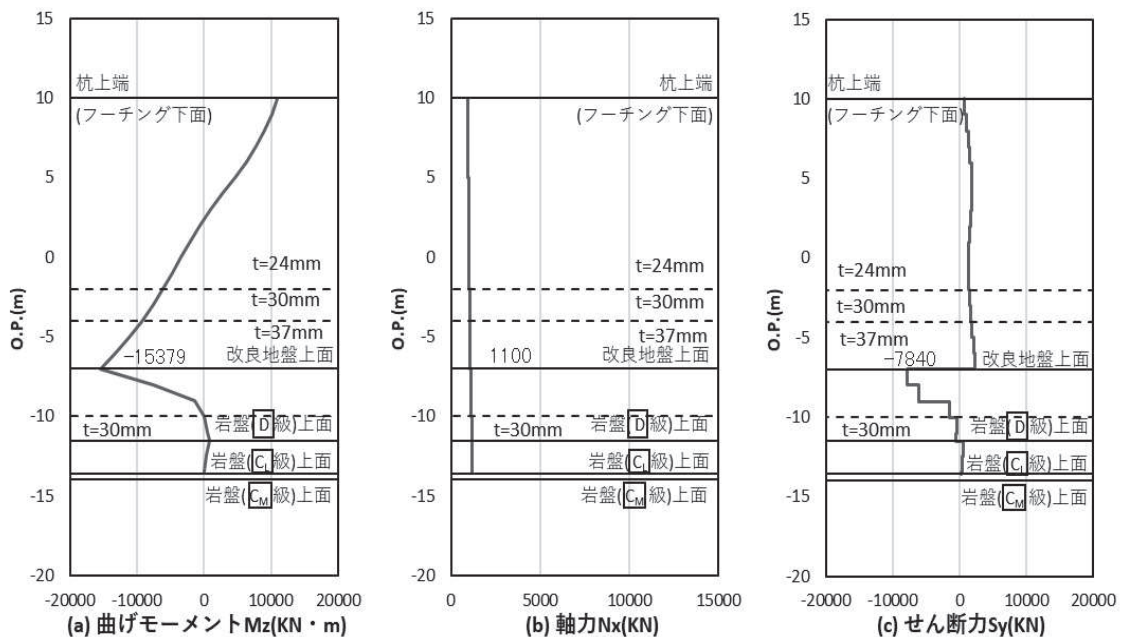 15
10
5
0
-5
-10
-15
-20
O.P.(m)
杭上端
(フーチング下面)
t=24mm
t=30mm
t=37mm
-15379
改良地盤上面
t=30mm
岩盤(D級)上面
岩盤(CL級)上面
岩盤(CM級)上面
-20000 -10000 0 10000 20000
(a) 曲げモーメントMz(KN・m)
15
10
5
0
-5
-10
-15
-20
O.P.(m)
杭上端
(フーチング下面)
t=24mm
t=30mm
t=37mm
1100
改良地盤上面
t=30mm
岩盤(D級)上面
岩盤(CL級)上面
岩盤(CM級)上面
0 5000 10000 15000
(b) 軸力Nx(KN)
15
10
5
0
-5
-10
-15
-20
O.P.(m)
杭上端
(フーチング下面)
t=24mm
t=30mm
t=37mm
-7840
改良地盤上面
t=30mm
岩盤(D級)上面
岩盤(CL級)上面
岩盤(CM級)上面
-20000 -10000 0 10000 20000
(c) せん断力Sy(KN)